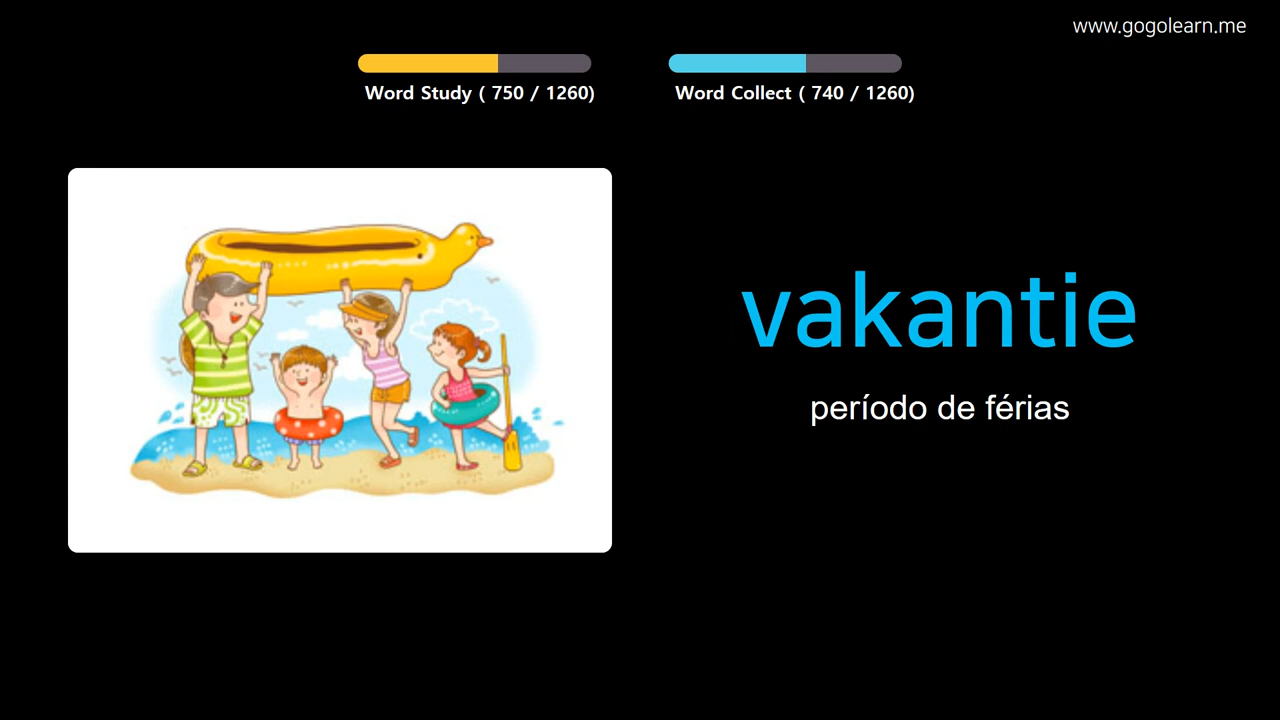 www.gogolearn.me
Word Study ( 750 / 1260)
Word Collect ( 740 / 1260)
vakantie
período de férias